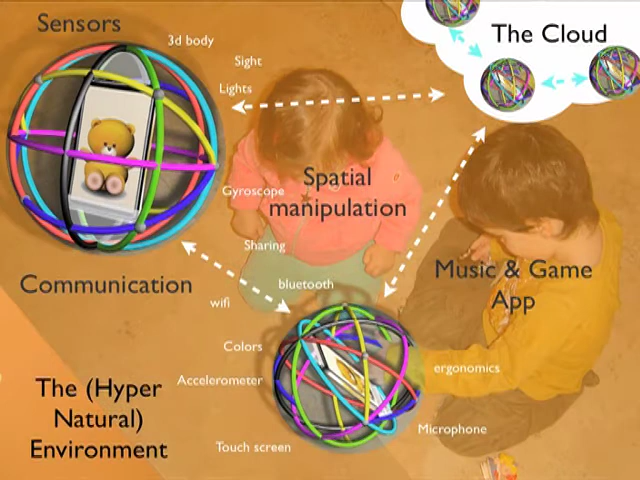 Sensors
3d body
The Cloud
Sight
Lights
Gyroscope
Spatial
manipulation
Sharing
Communication
bluetooth
Music & Game
App
wifi
Colors
Accelerometer
ergonomics
The (Hyper
Natural)
Environment
Microphone
Touch screen